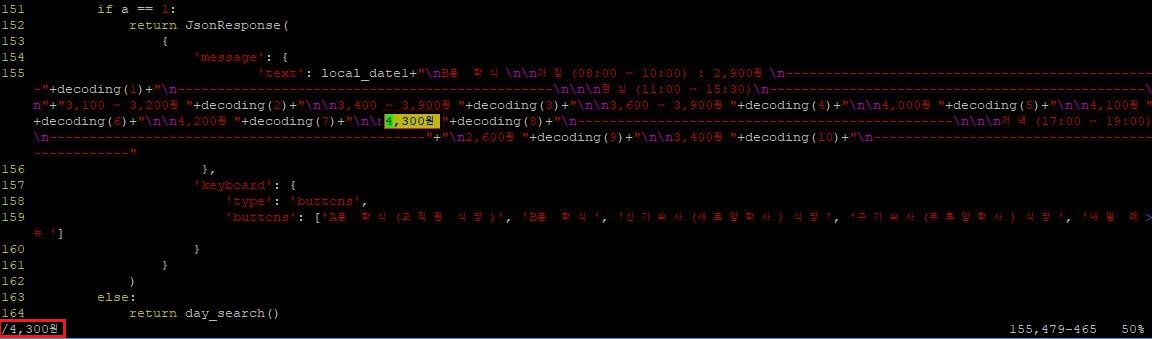 151         if a == 1:
152             return JsonResponse(
153                 {
154                     'message': {
155                             'text': local_date1+"\nB동 학식 \n\n아침 (08:00 ~ 10:00) : 2,900원 \n------------------------------------------------
-"+decoding(1)+"\n-----------------------------------------------\n\n\n점심 (11:00 ~ 15:30)\n-----------------------------------------------\
n"+"3,100 ~ 3,200원 "+decoding(2)+"\n\n3,400 ~ 3,900원 "+decoding(3)+"\n\n3,600 ~ 3,900원 "+decoding(4)+"\n\n4,000원 "+decoding(5)+"\n\n4,100원 "
+decoding(6)+"\n\n4,200원 "+decoding(7)+"\n\n4,300원 "+decoding(8)+"\n-----------------------------------------------\n\n\n저녁 (17:00 ~ 19:00)
\n-----------------------------------------------"+"\n\n2,600원 "+decoding(9)+"\n\n3,400원 "+decoding(10)+"\n-----------------------------------
------------"
156                      },
157                     'keyboard': {
158                         'type': 'buttons',
159                         'buttons': ['A동 학식 (교직원 식당)', 'B동 학식', '신기숙사 (새로암학사) 식당', '구기숙사 (푸르암학사) 식당', '내일 메 >
뉴']
160                     }
161                 }
162             )
163         else:
164             return day_search()
/4,300원 155,479-465 50%